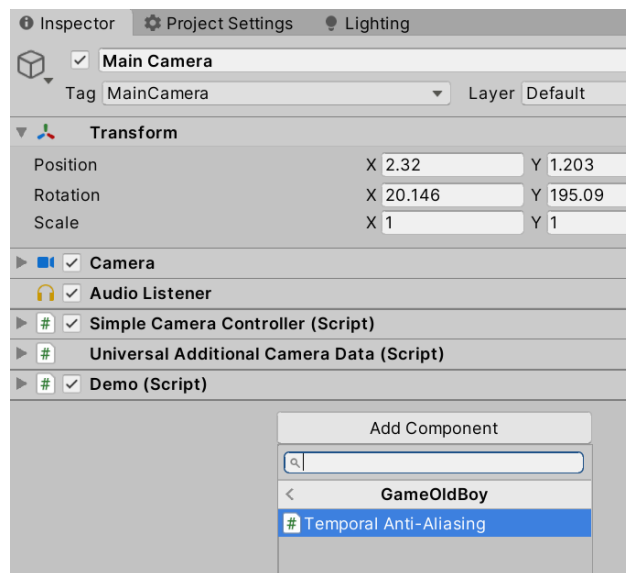 Inspector Project Settings Lighting
Main Camera
Tag MainCamera Layer Default
Transform
Position X 2.32 Y 1.203
Rotation X 20.146 Y 195.09
Scale X 1 Y 1
Camera
Audio Listener
# Simple Camera Controller (Script)
# Universal Additional Camera Data (Script)
# Demo (Script)
Add Component
< GameOldBoy
# Temporal Anti-Aliasing